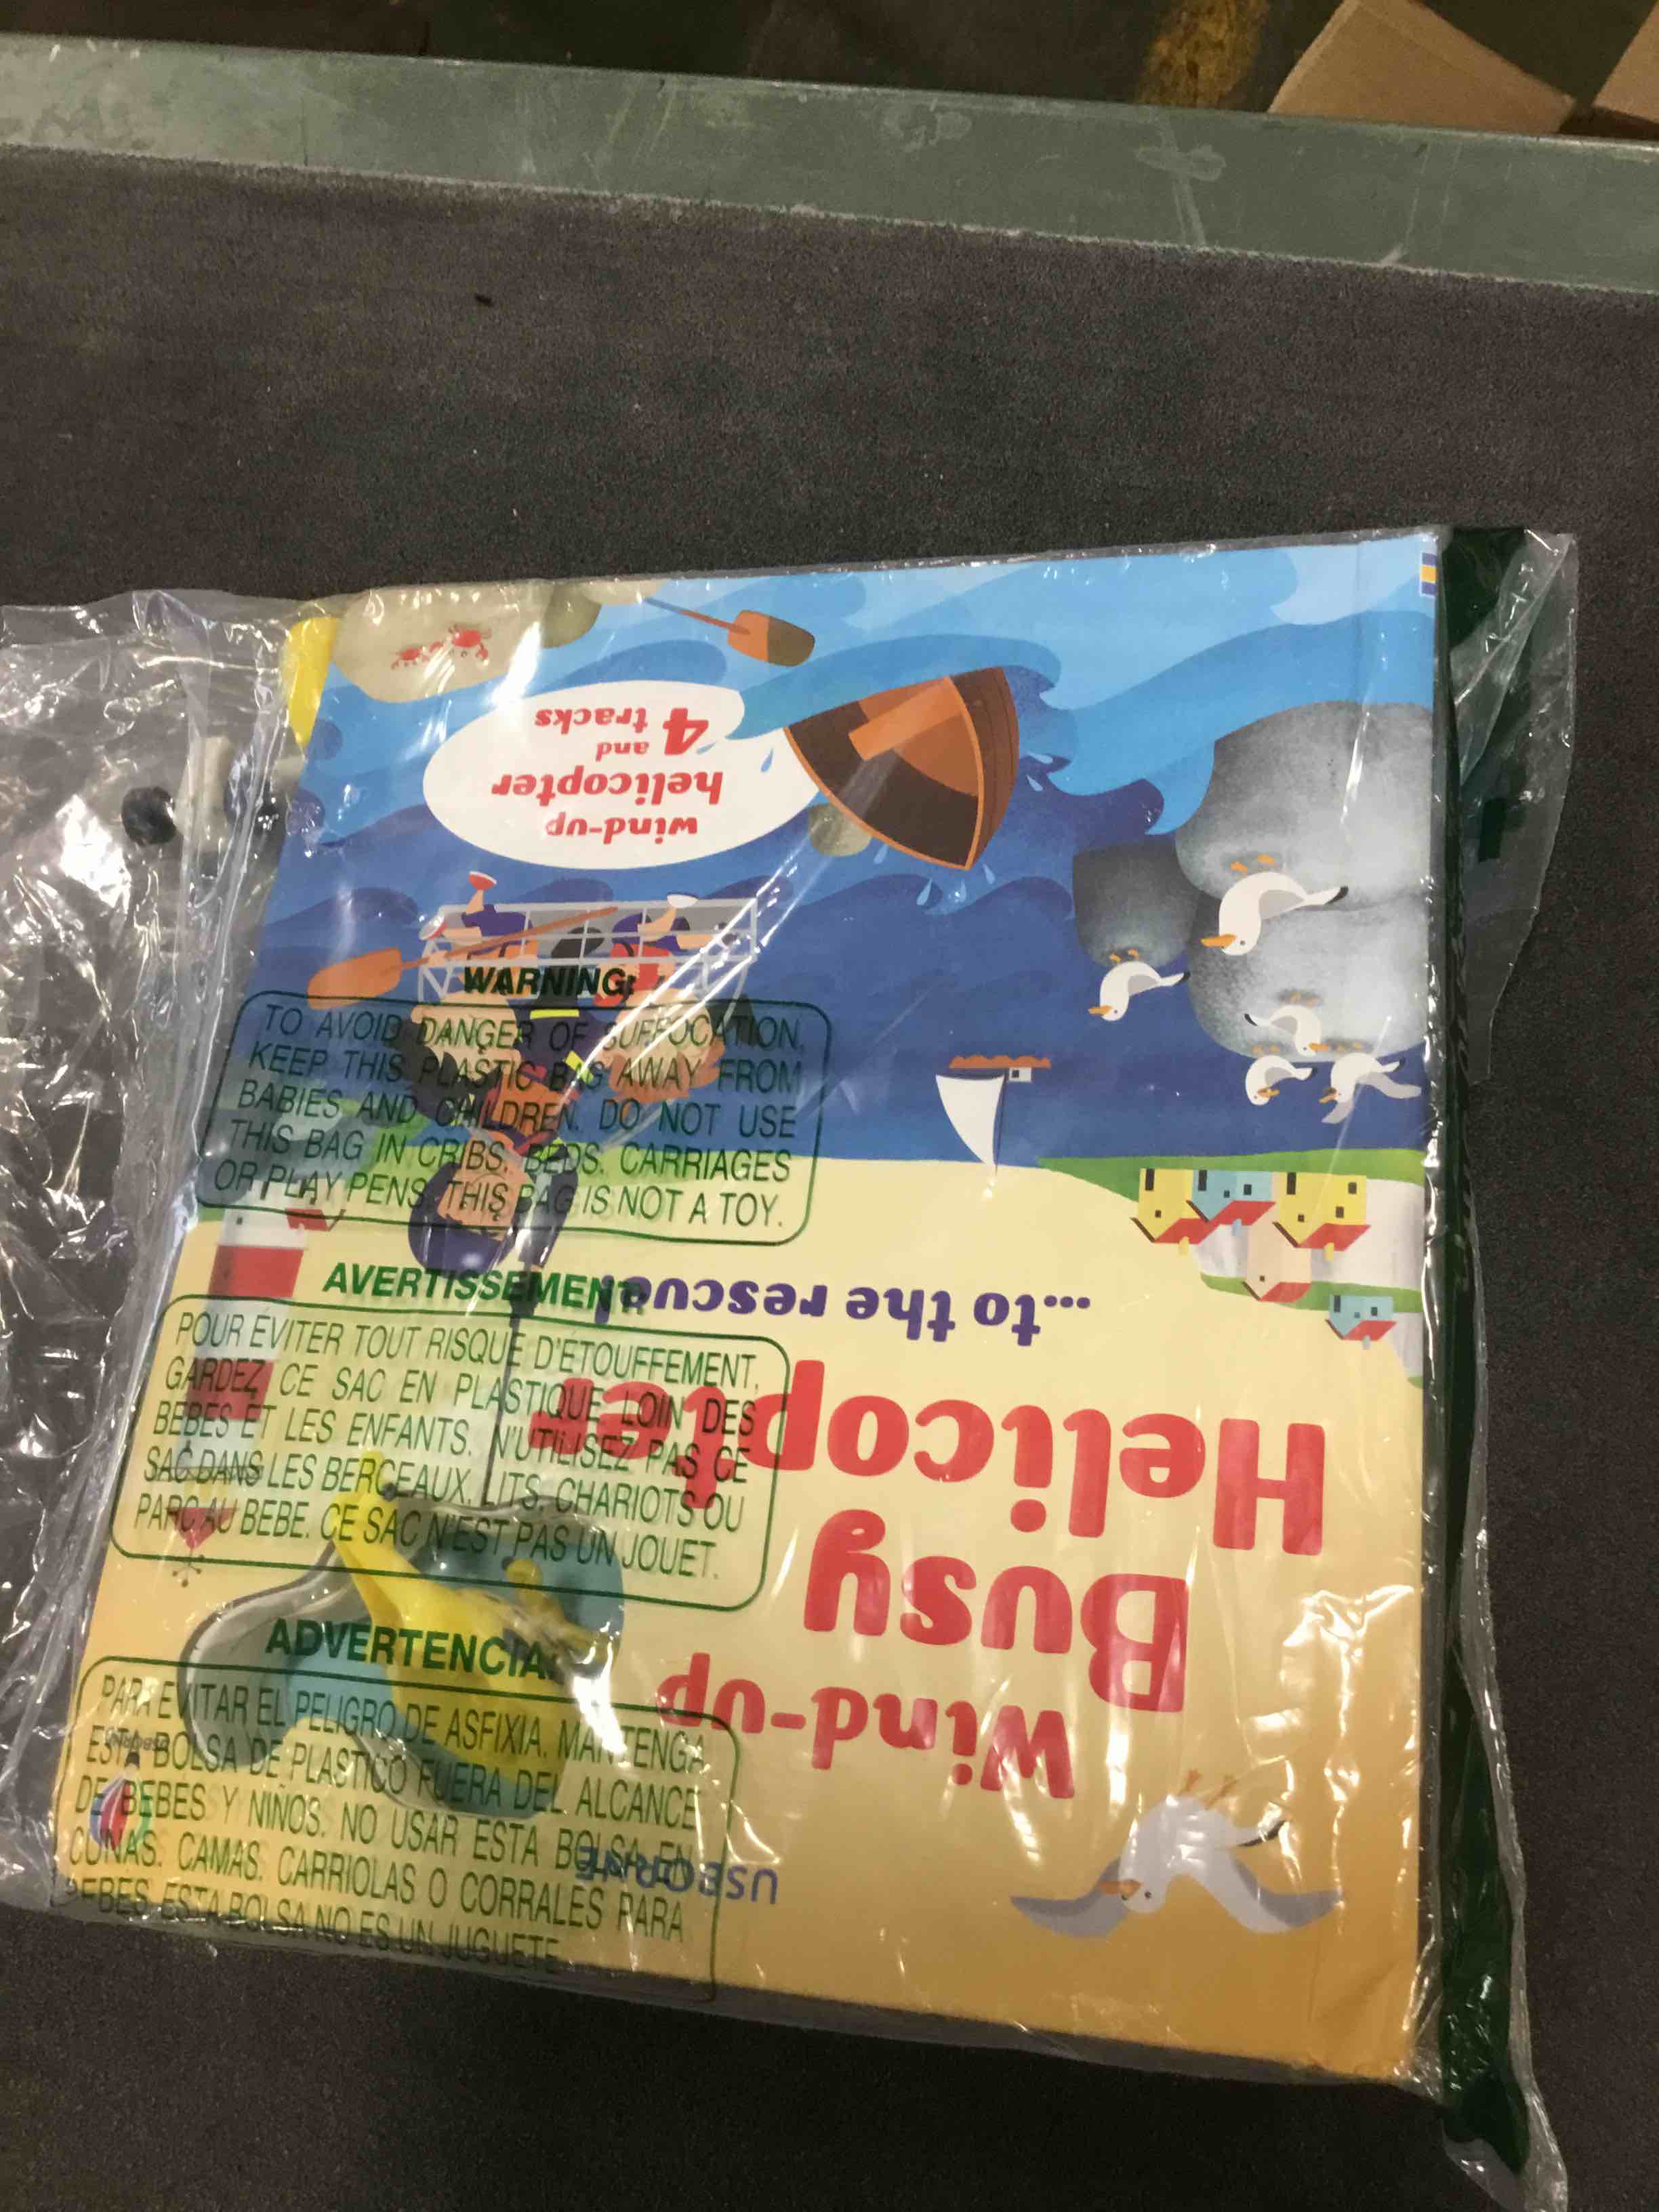 WARNING:
TO AVOID DANGER OF SUFFOCATION,
KEEP THIS PLASTIC BAG AWAY FROM
BABIES AND CHILDREN. DO NOT USE
THIS BAG IN CRIBS. BEDS. CARRIAGES
OR PLAY PENS. THIS BAG IS NOT A TOY.
AVERTISSEMENT
POUR EVITER TOUT RISQUE D'ETOUFFEMENT,
GARDEZ CE SAC EN PLASTIQUE LOIN DES
BEBES ET LES ENFANTS. N'UTILISEZ PAS CE
SAC DANS LES BERCEAUX. LITS. CHARIOTS OU
PARC AU BEBE. CE SAC N'EST PAS UN JOUET.
ADVERTENCIA:
PARA EVITAR EL PELIGRO DE ASFIXIA. MANTENGA
ESTA BOLSA DE PLASTICO FUERA DEL ALCANCE
DE BEBÉS Y NIÑOS. NO USAR ESTA BOLSA EN
CUNAS. CAMAS. CARRIOLAS O CORRALES PARA
BEBES ESTA BOLSA NO ES UN JUGUETE
USBORNE
Wind-up
Busy
Helicopter
...to the rescue!
wind-up
helicopter
and
4 tracks